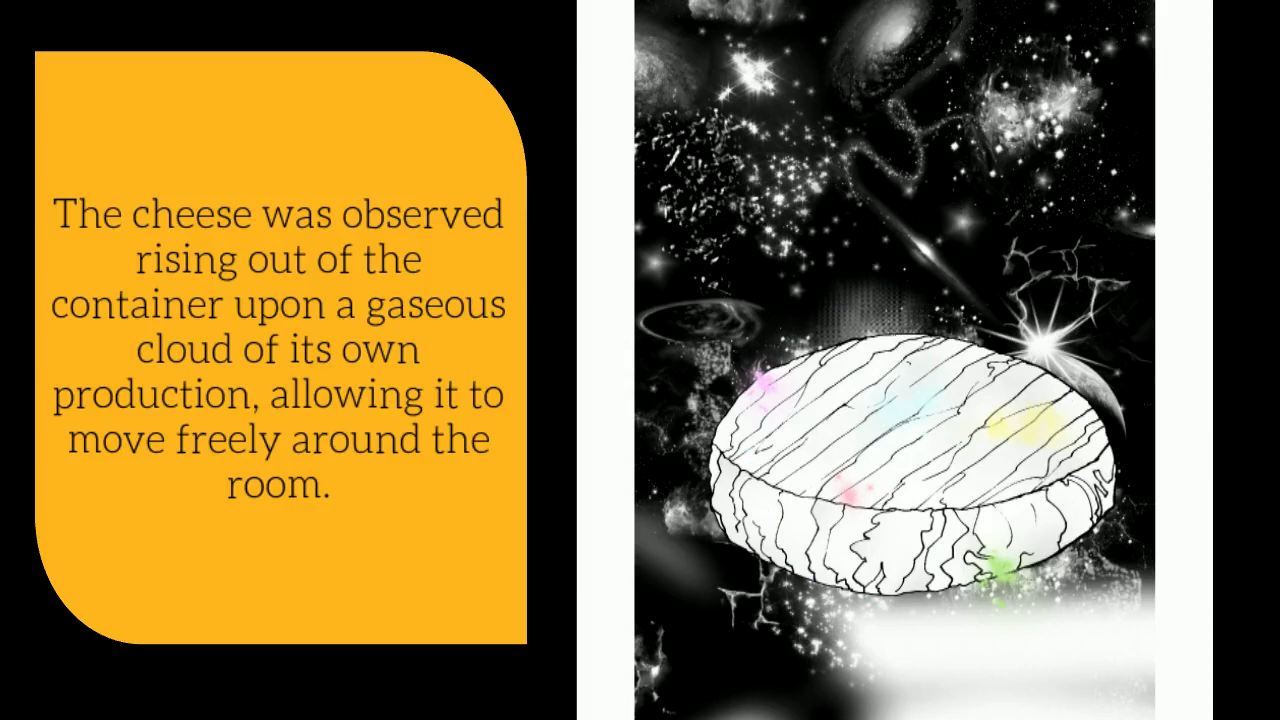 The cheese was observed
rising out of the
container upon a gaseous
cloud of its own
production, allowing it to
move freely around the
room.